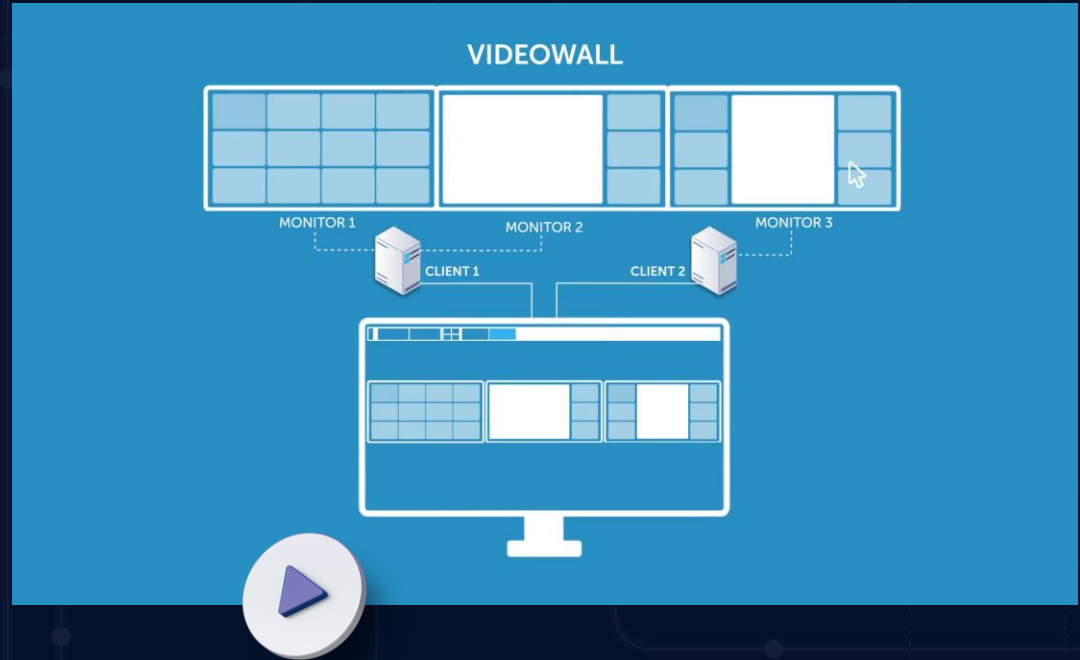 VIDEOWALL
MONITOR 1
MONITOR 2
MONITOR 3
CLIENT 1
CLIENT 2